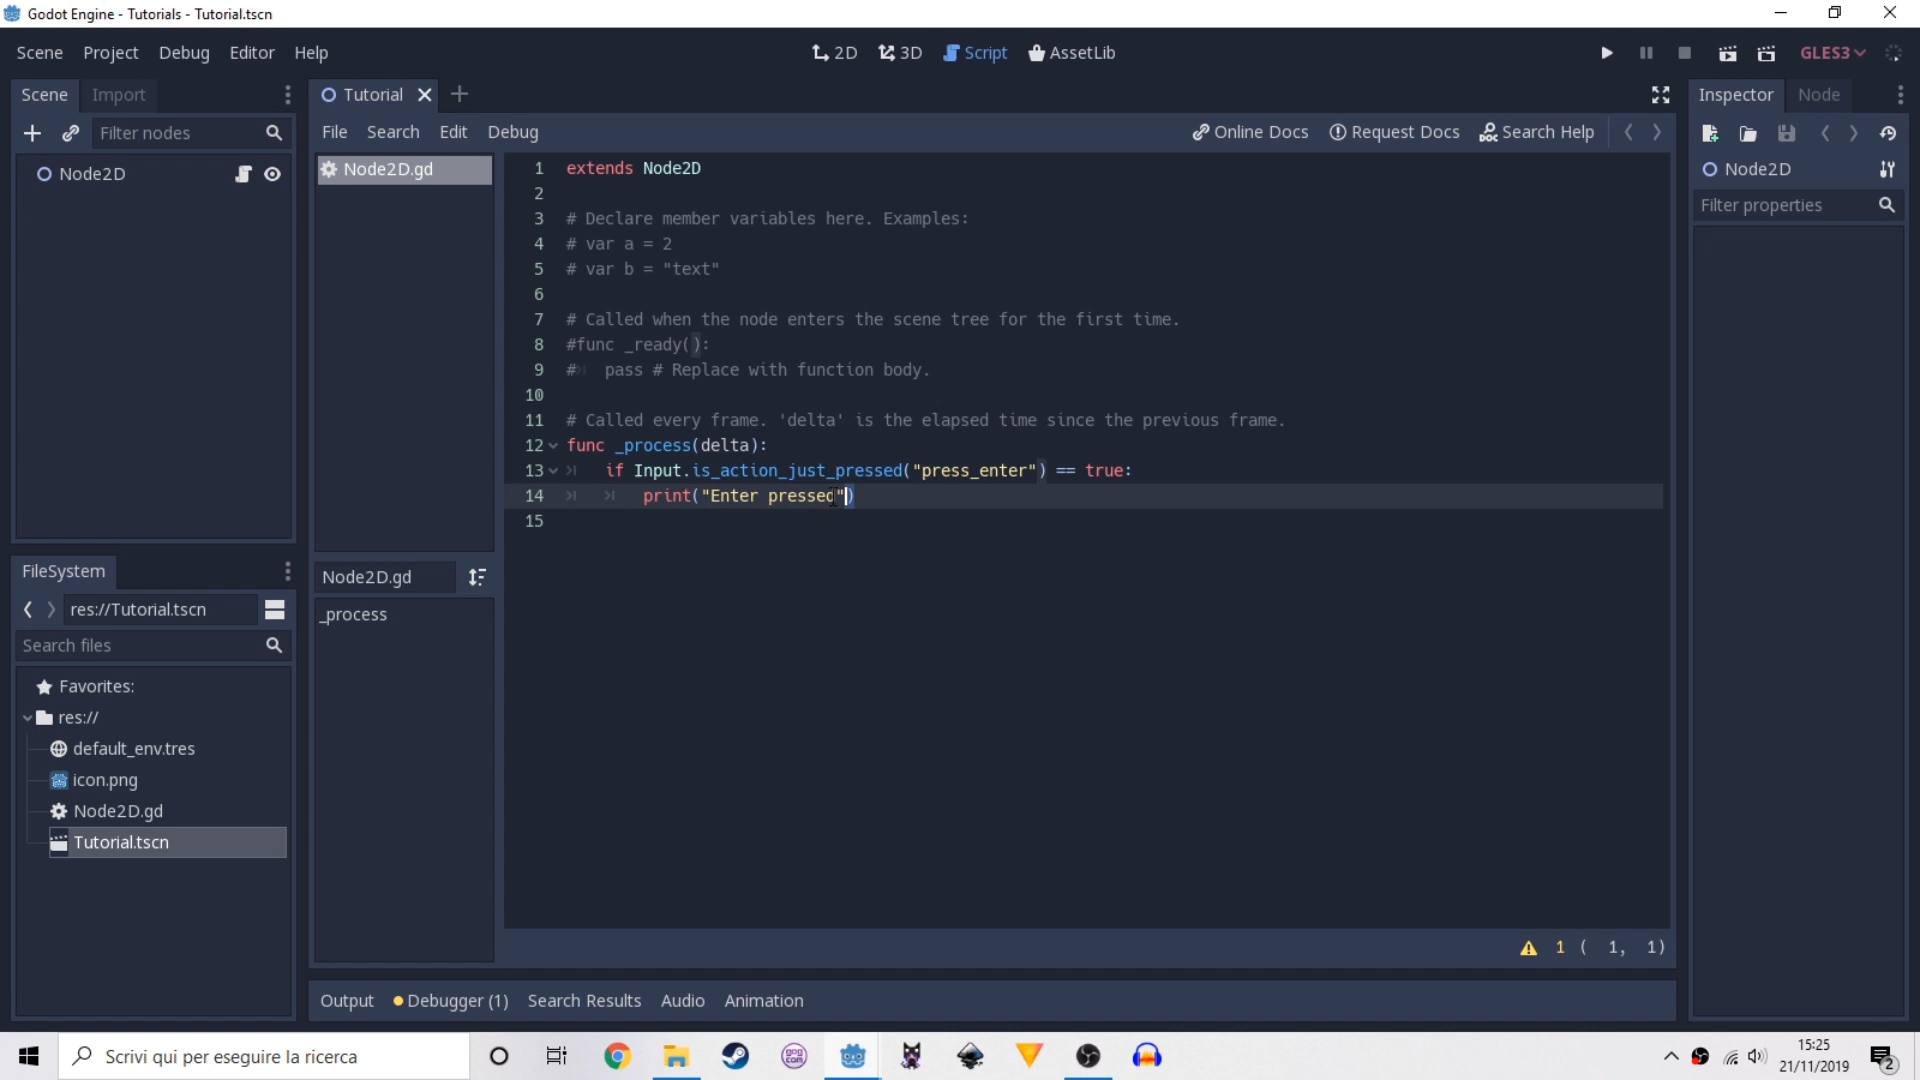 Godot Engine - Tutorials - Tutorial.tscn
Scene Project Debug Editor Help
2D 3D Script AssetLib
GLES3
Scene Import
Filter nodes
Node2D
Tutorial
File Search Edit Debug
Online Docs Request Docs Search Help
Node2D.gd
1 extends Node2D
2
3 # Declare member variables here. Examples:
4 # var a = 2
5 # var b = "text"
6
7 # Called when the node enters the scene tree for the first time.
8 #func _ready():
9 # pass # Replace with function body.
10
11 # Called every frame. 'delta' is the elapsed time since the previous frame.
12 func _process(delta):
13 if Input.is_action_just_pressed("press_enter") == true:
14 print("Enter pressed")
15
Node2D.gd
_process
1 ( 1, 1)
Output Debugger (1) Search Results Audio Animation
Inspector Node
Node2D
Filter properties
FileSystem
res://Tutorial.tscn
Search files
Favorites:
res://
default_env.tres
icon.png
Node2D.gd
Tutorial.tscn
Scrivi qui per eseguire la ricerca
GOG COM
15:25
21/11/2019
2